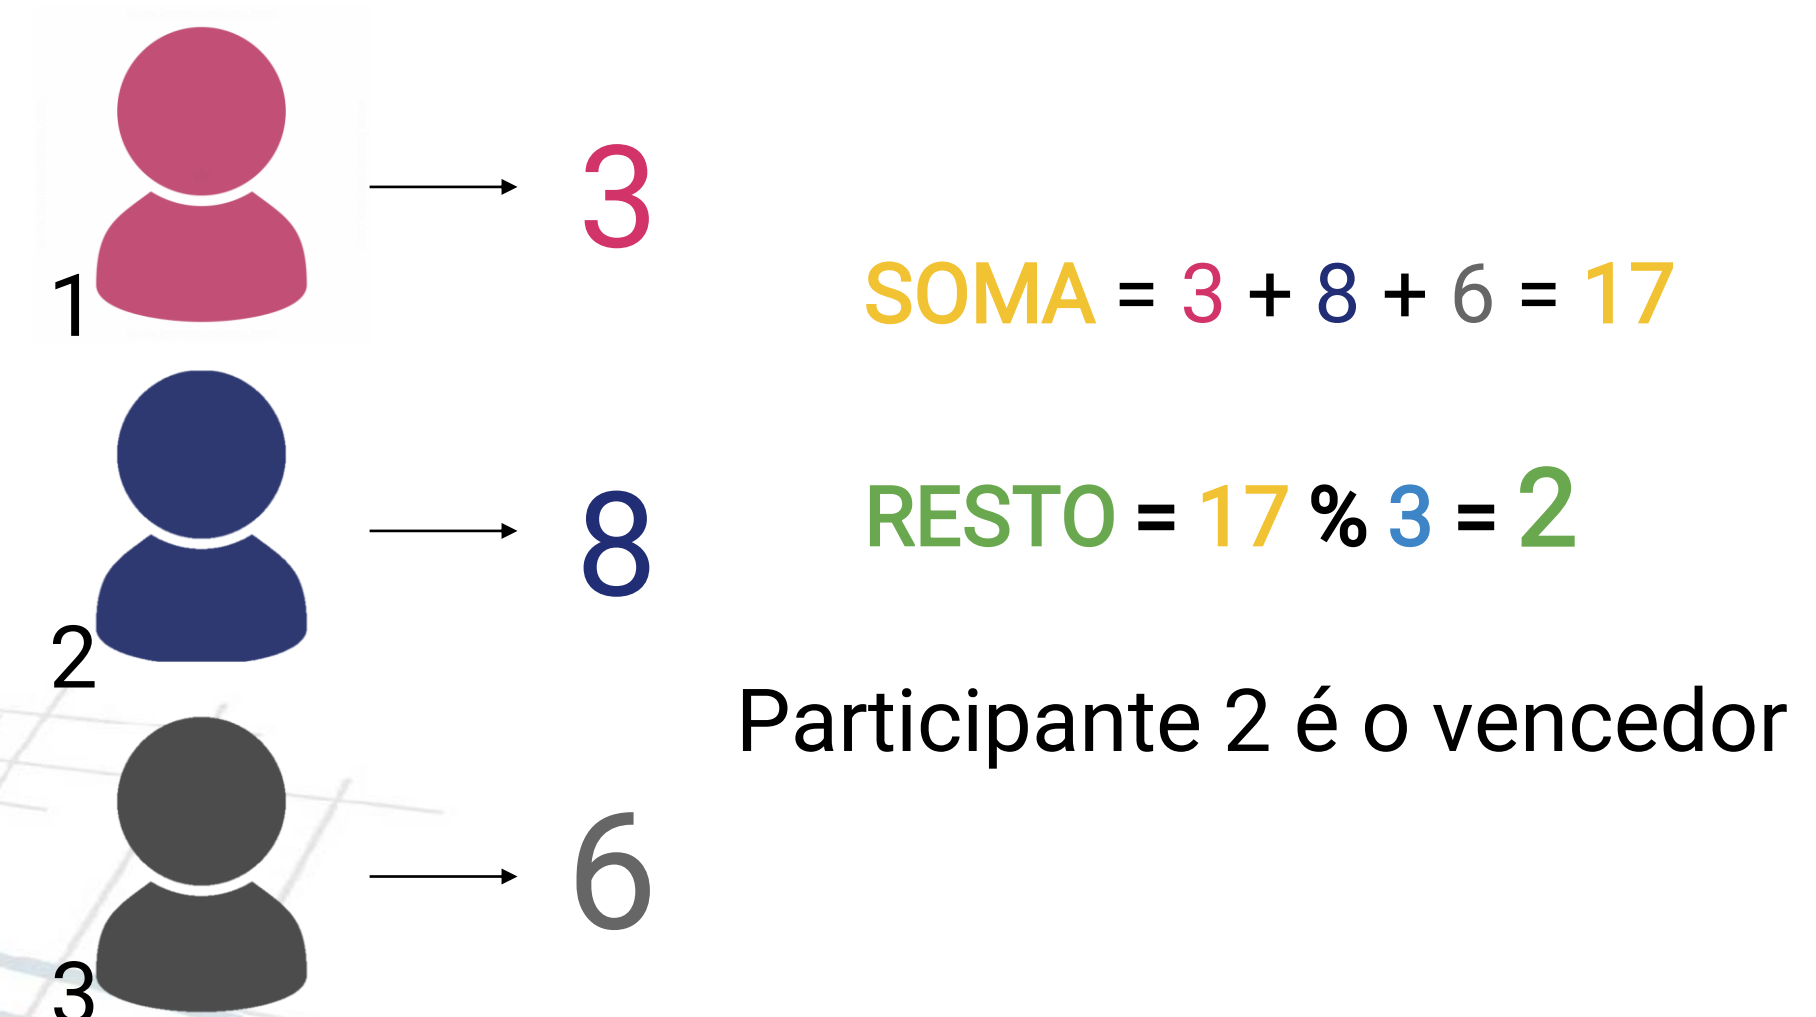 3
1
SOMA = 3 + 8 + 6 = 17
8
RESTO = 17 % 3 = 2
2
Participante 2 é o vencedor
6
3